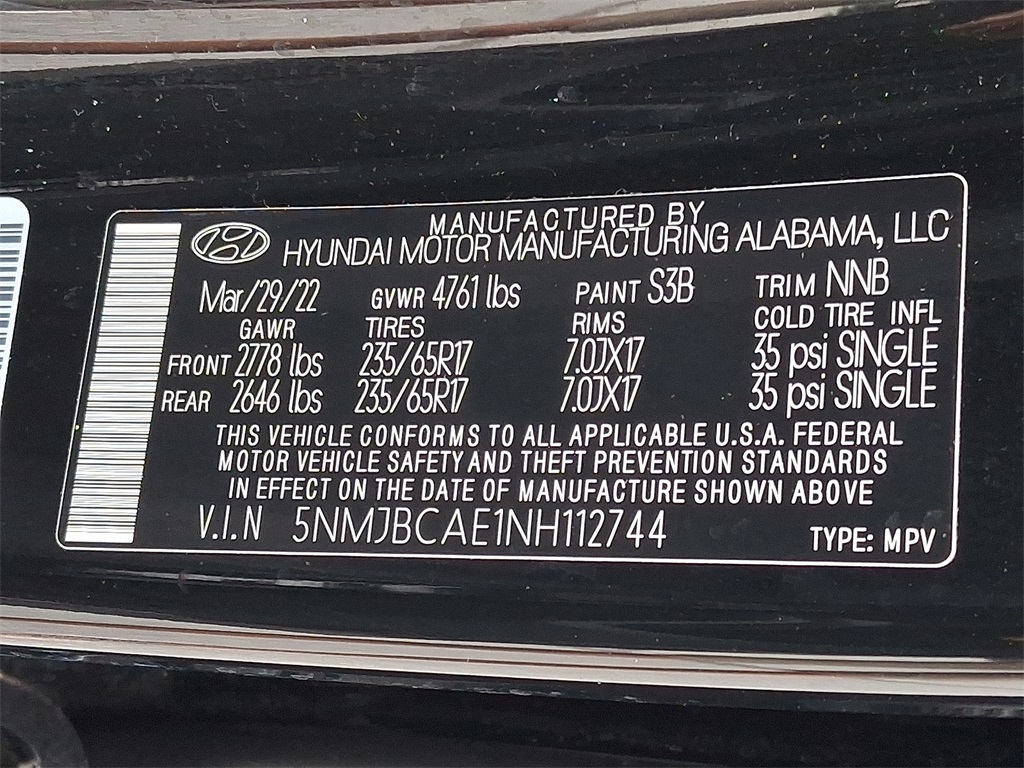 MANUFACTURED BY
HYUNDAI MOTOR MANUFACTURING ALABAMA, LLC
Mar/29/22 GVWR 4761 lbs PAINT S3B TRIM NNB
GAWR TIRES RIMS COLD TIRE INFL
FRONT 2778 lbs 235/65R17 7.0JX17 35 psi SINGLE
REAR 2646 lbs 235/65R17 7.0JX17 35 psi SINGLE
THIS VEHICLE CONFORMS TO ALL APPLICABLE U.S.A. FEDERAL
MOTOR VEHICLE SAFETY AND THEFT PREVENTION STANDARDS
IN EFFECT ON THE DATE OF MANUFACTURE SHOWN ABOVE
V.I.N 5NMJBCAE1NH112744 TYPE: MPV